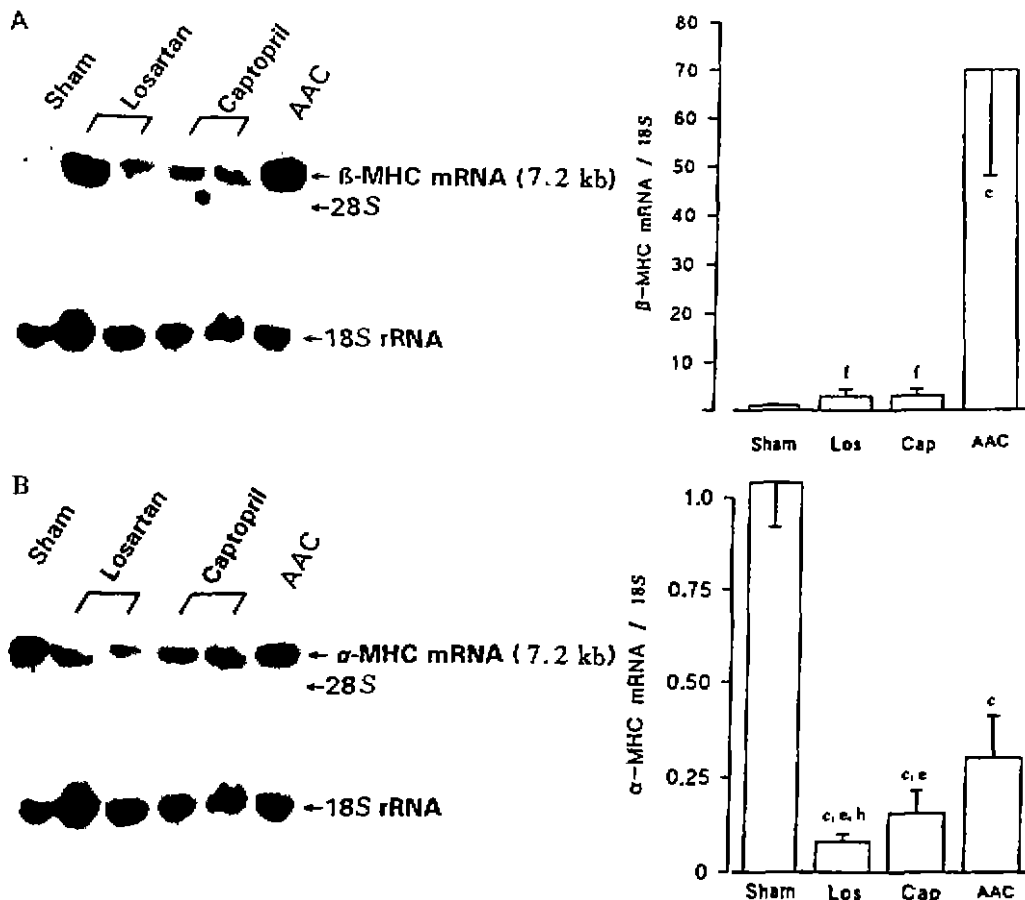 A
Sham
Losartan
Captopril
AAC
← ß-MHC mRNA (7.2 kb)
←28S
←18S rRNA
β-MHC mRNA / 18S
80
70
60
50
40
30
20
10
c
f
f
Sham Los Cap AAC
B
Sham
Losartan
Captopril
AAC
← α-MHC mRNA (7.2 kb)
←28S
←18S rRNA
α-MHC mRNA / 18S
1.0
0.75
0.50
0.25
0
c
c, e
c, e, h
Sham Los Cap AAC